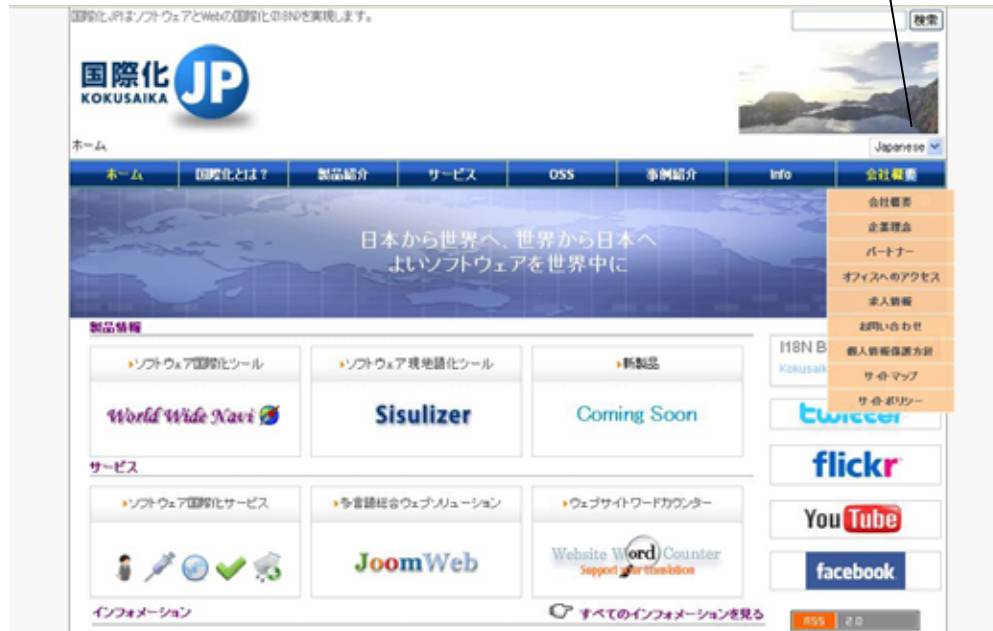 国際化JPはソフトウェアとWebの国際化(I18N)を実現します。
検索
国際化 JP
KOKUSAIKA
ホーム
Japanese
ホーム 国際化とは? 製品紹介 サービス OSS 事例紹介 Info 会社概要
会社概要
企業理念
パートナー
オフィスへのアクセス
求人情報
お問い合わせ
個人情報保護方針
サイトマップ
サイトポリシー
日本から世界へ、世界から日本へ
よいソフトウェアを世界中に
製品情報
ソフトウェア国際化ツール ソフトウェア現地語化ツール 新製品
World Wide Navi Sisulizer Coming Soon
I18N B
Kokusaik
twitter
flickr
YouTube
facebook
RSS 2.0
サービス
ソフトウェア国際化サービス 多言語総合ウェブソリューション ウェブサイトワードカウンター
JoomWeb Website Word Counter
Support your translation
インフォメーション すべてのインフォメーションを見る